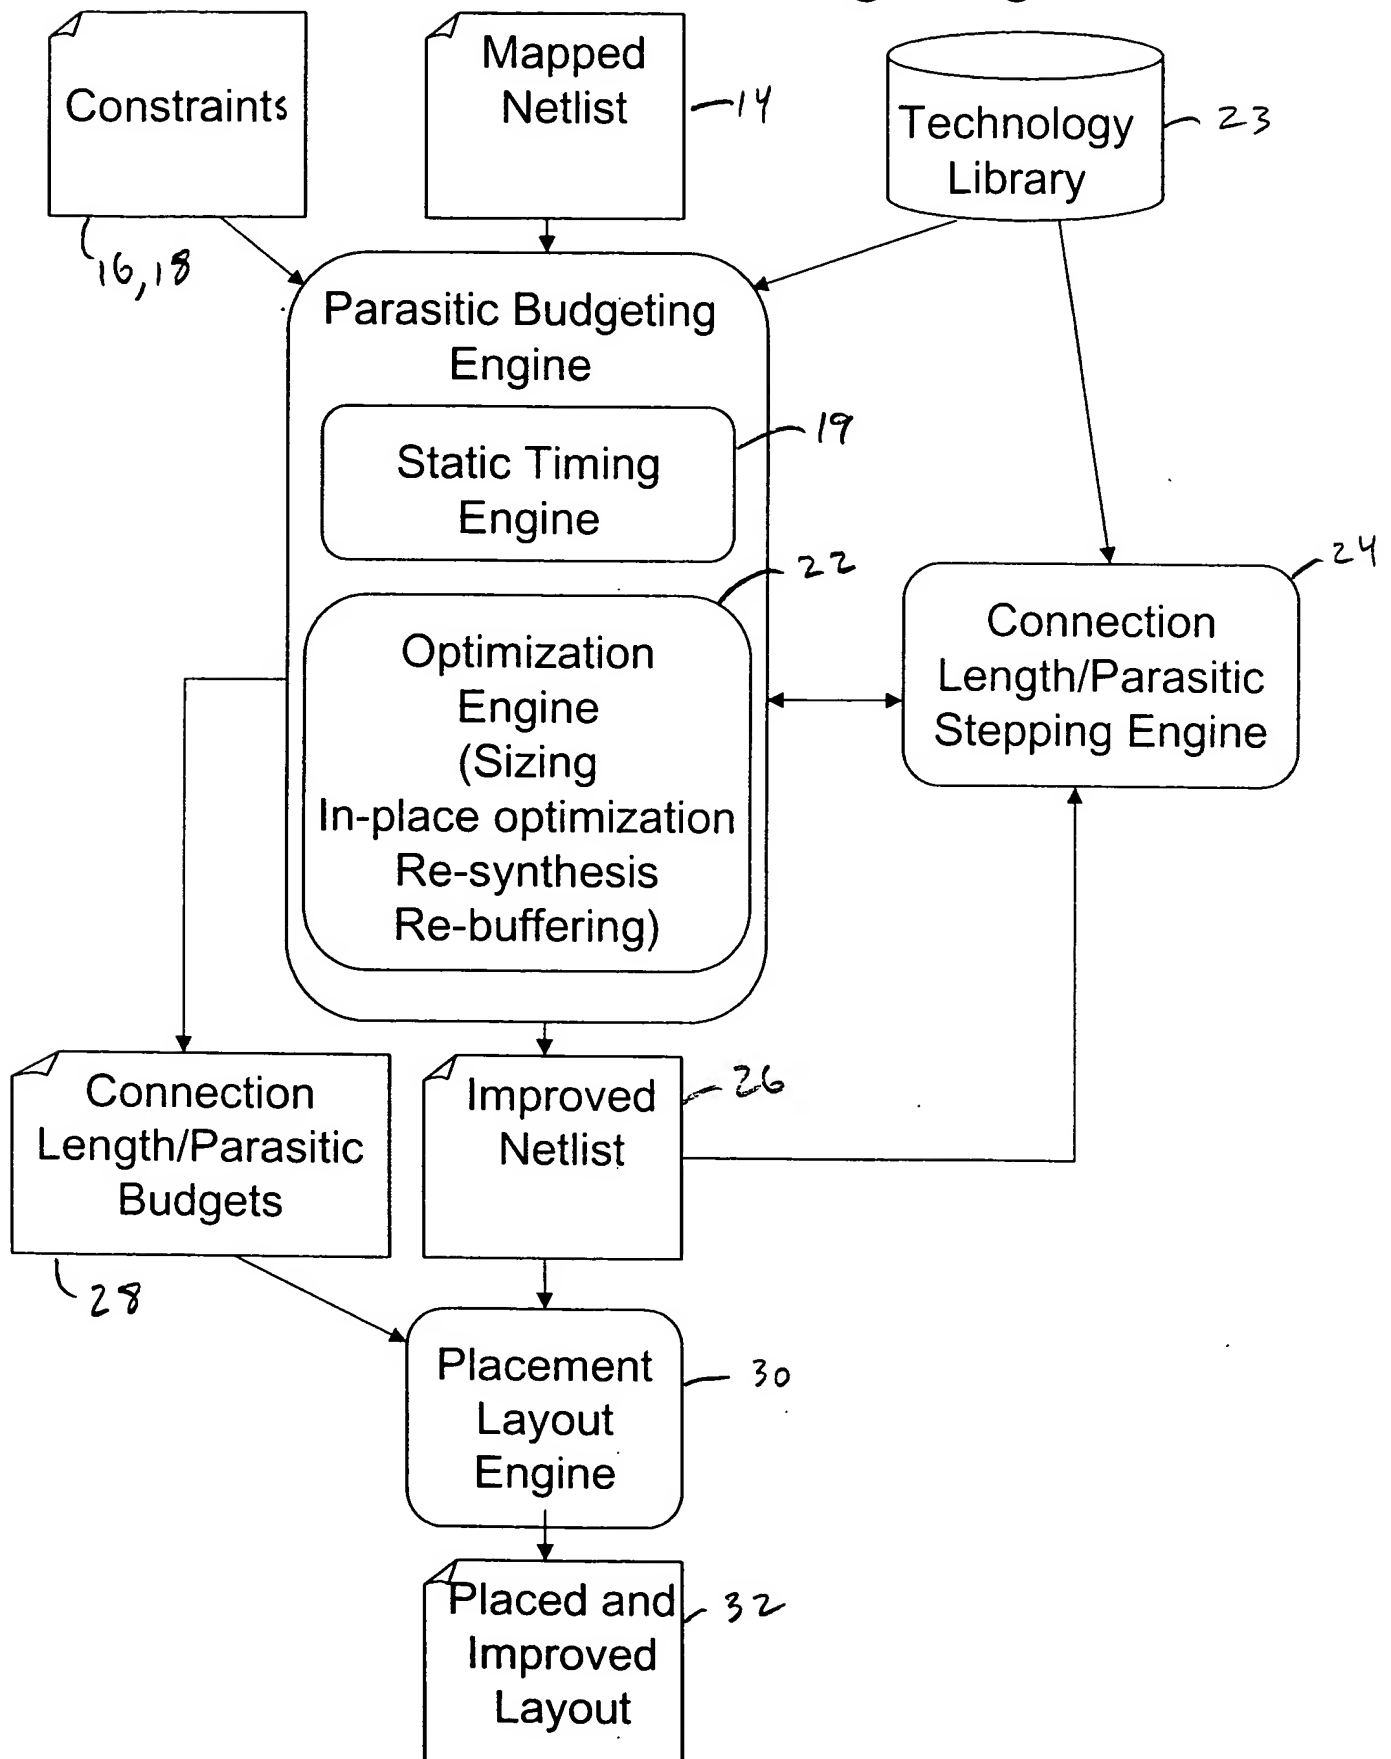 Constraints
16,18
Mapped
Netlist
14
Technology
Library
23
Parasitic Budgeting
Engine
Static Timing
Engine
19
22
Optimization
Engine
(Sizing
In-place optimization
Re-synthesis
Re-buffering)
Connection
Length/Parasitic
Stepping Engine
24
Connection
Length/Parasitic
Budgets
28
Improved
Netlist
26
Placement
Layout
Engine
30
Placed and
Improved
Layout
32